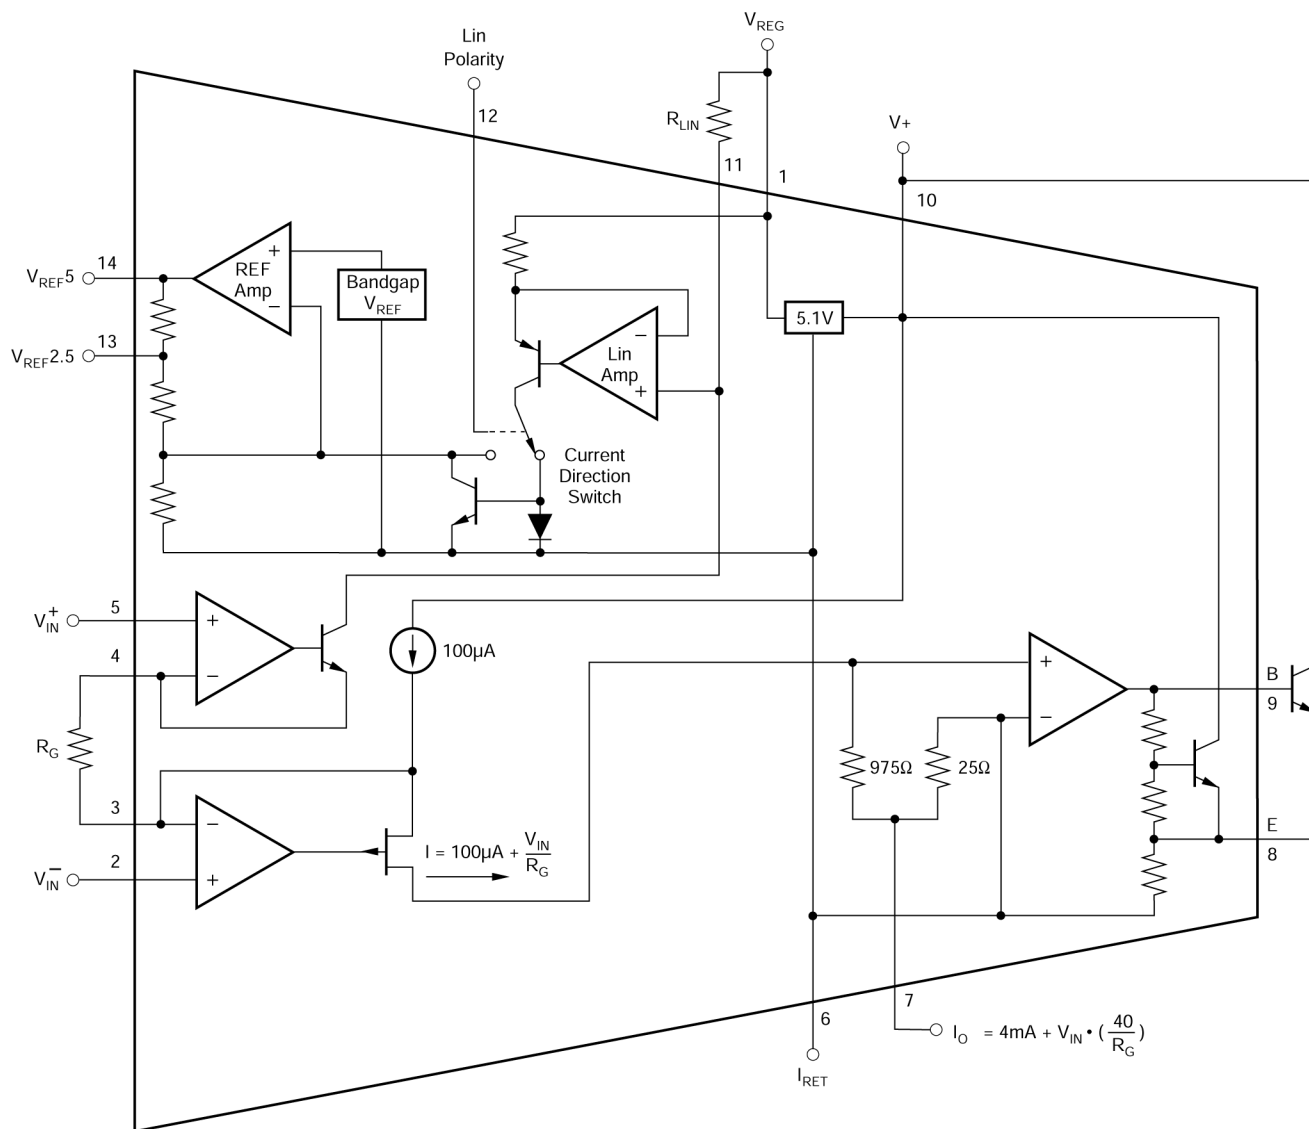 V_REG
Lin
Polarity
12
R_LIN
V+
11
1
10
14
V_REF5
REF
Amp
+
−
Bandgap
V_REF
13
V_REF2.5
5.1V
−
Lin
Amp
+
Current
Direction
Switch
5
V_IN^+
+
4
−
100µA
R_G
3
−
2
V_IN^−
+
I = 100µA + V_IN/R_G
+
−
975Ω
25Ω
B
9
E
8
7
6
I_O = 4mA + V_IN • (40/R_G)
I_RET